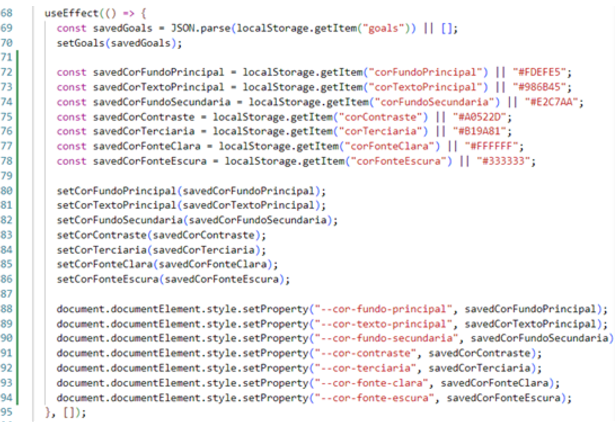 68 useEffect(() => {
69 const savedGoals = JSON.parse(localStorage.getItem("goals")) || [];
70 setGoals(savedGoals);
71
72 const savedCorFundoPrincipal = localStorage.getItem("corFundoPrincipal") || "#FDEFE5";
73 const savedCorTextoPrincipal = localStorage.getItem("corTextoPrincipal") || "#986B45";
74 const savedCorFundoSecundaria = localStorage.getItem("corFundoSecundaria") || "#E2C7AA";
75 const savedCorContraste = localStorage.getItem("corContraste") || "#A0522D";
76 const savedCorTerciaria = localStorage.getItem("corTerciaria") || "#B19A81";
77 const savedCorFonteClara = localStorage.getItem("corFonteClara") || "#FFFFFF";
78 const savedCorFonteEscura = localStorage.getItem("corFonteEscura") || "#333333";
79
80 setCorFundoPrincipal(savedCorFundoPrincipal);
81 setCorTextoPrincipal(savedCorTextoPrincipal);
82 setCorFundoSecundaria(savedCorFundoSecundaria);
83 setCorContraste(savedCorContraste);
84 setCorTerciaria(savedCorTerciaria);
85 setCorFonteClara(savedCorFonteClara);
86 setCorFonteEscura(savedCorFonteEscura);
87
88 document.documentElement.style.setProperty("--cor-fundo-principal", savedCorFundoPrincipal);
89 document.documentElement.style.setProperty("--cor-texto-principal", savedCorTextoPrincipal);
90 document.documentElement.style.setProperty("--cor-fundo-secundaria", savedCorFundoSecundaria)
91 document.documentElement.style.setProperty("--cor-contraste", savedCorContraste);
92 document.documentElement.style.setProperty("--cor-terciaria", savedCorTerciaria);
93 document.documentElement.style.setProperty("--cor-fonte-clara", savedCorFonteClara);
94 document.documentElement.style.setProperty("--cor-fonte-escura", savedCorFonteEscura);
95 }, []);